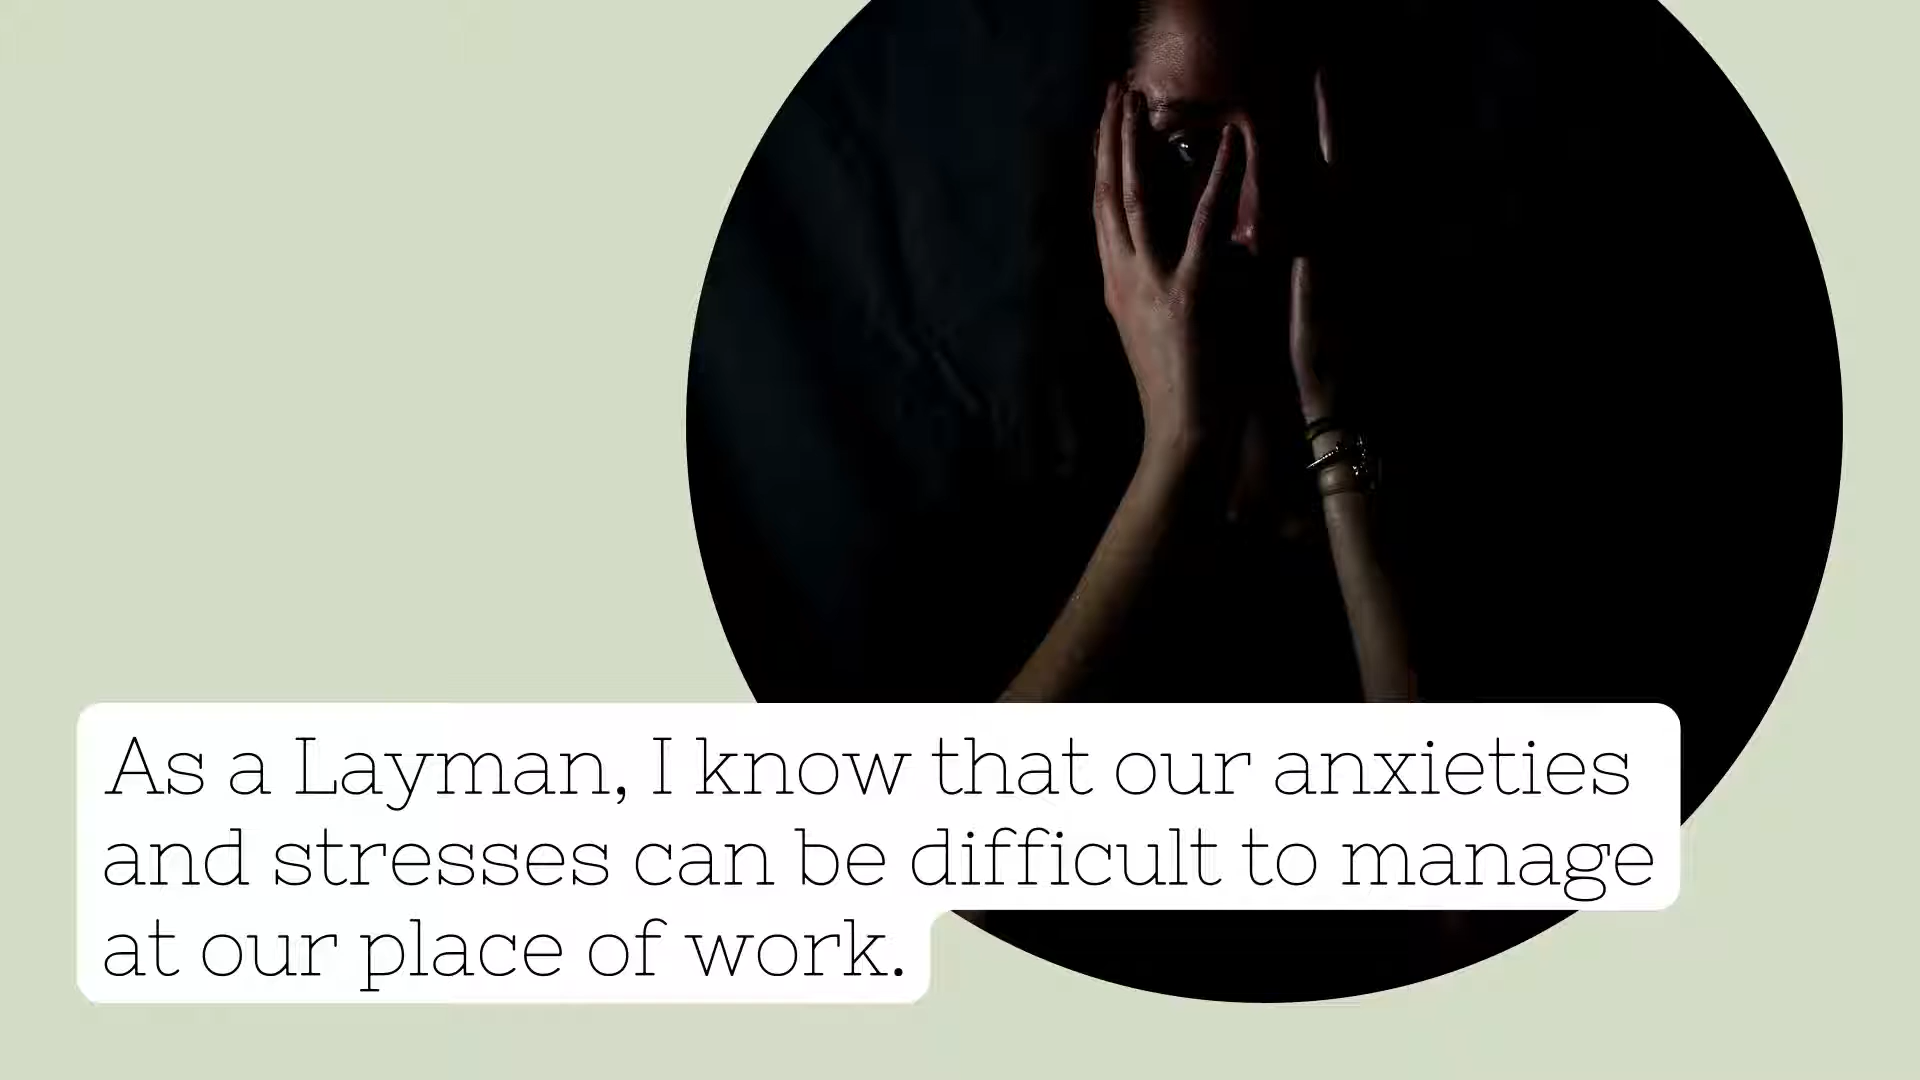 As a Layman, I know that our anxieties
and stresses can be difficult to manage
at our place of work.